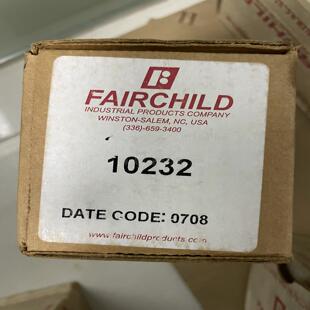 FAIRCHILD
INDUSTRIAL PRODUCTS COMPANY
WINSTON-SALEM, NC, USA
(336)-659-3400
10232
DATE CODE: 0708
www.fairchildproducts.com